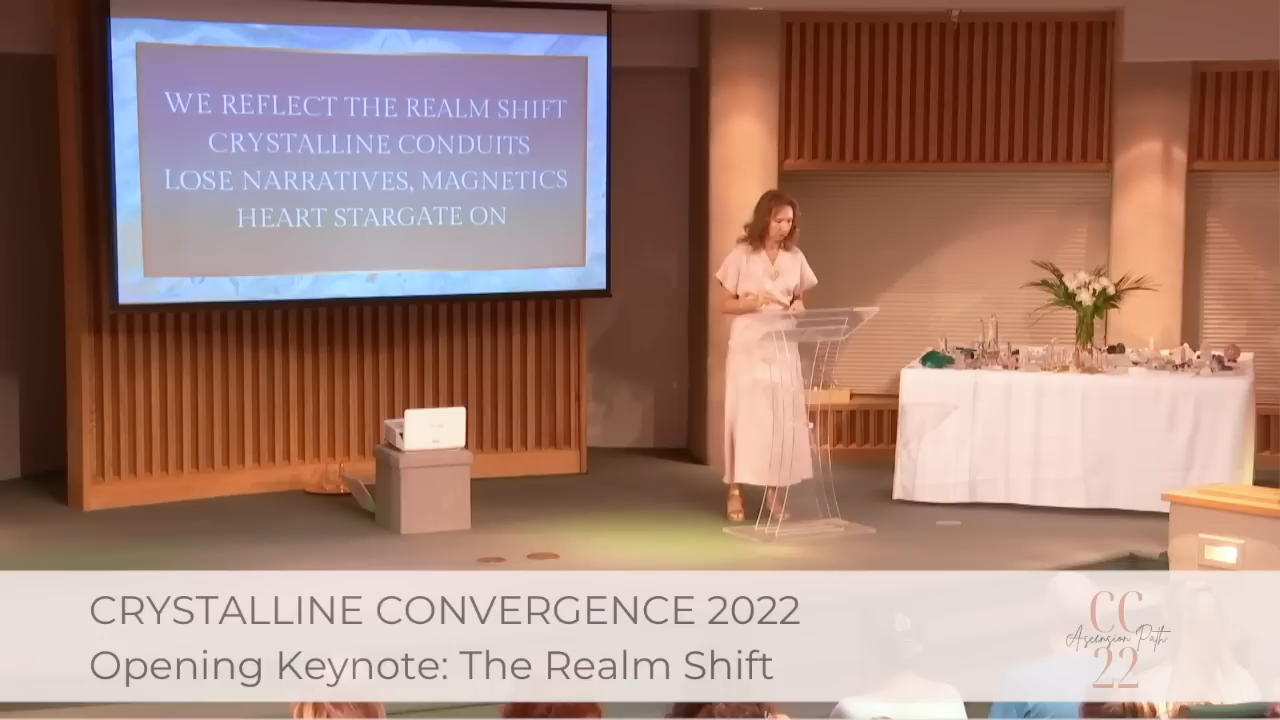 WE REFLECT THE REALM SHIFT
CRYSTALLINE CONDUITS
LOSE NARRATIVES, MAGNETICS
HEART STARGATE ON
CRYSTALLINE CONVERGENCE 2022
Opening Keynote: The Realm Shift
CC
Ascension Path
22